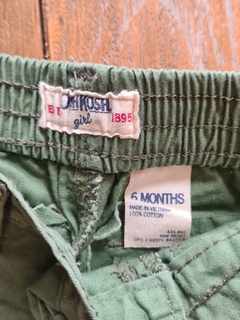 OSHKOSH
EST 1895
girl
6 MONTHS
MADE IN VIETNAM
100% COTTON